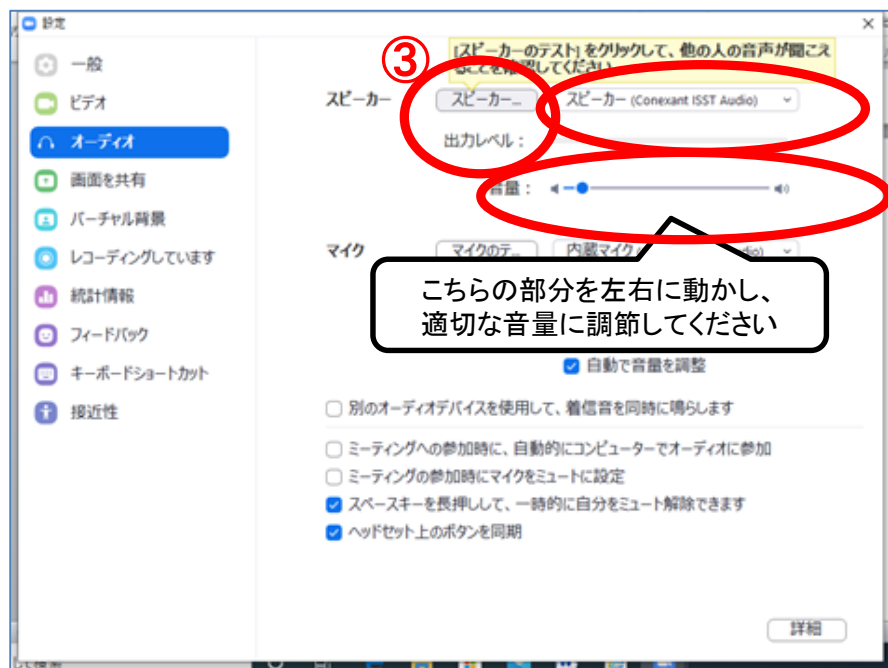 設定
一般
ビデオ
オーディオ
画面を共有
バーチャル背景
レコーディングしています
統計情報
フィードバック
キーボードショートカット
接近性
③
[スピーカーのテスト] をクリックして、他の人の音声が聞こえ
ることを確認してください
スピーカー
スピーカー...
スピーカー (Conexant ISST Audio)
出力レベル：
音量：
マイク
マイクのテ...
内蔵マイク
こちらの部分を左右に動かし、
適切な音量に調節してください
自動で音量を調整
別のオーディオデバイスを使用して、着信音を同時に鳴らします
ミーティングへの参加時に、自動的にコンピューターでオーディオに参加
ミーティングの参加時にマイクをミュートに設定
スペースキーを長押しして、一時的に自分をミュート解除できます
ヘッドセット上のボタンを同期
詳細